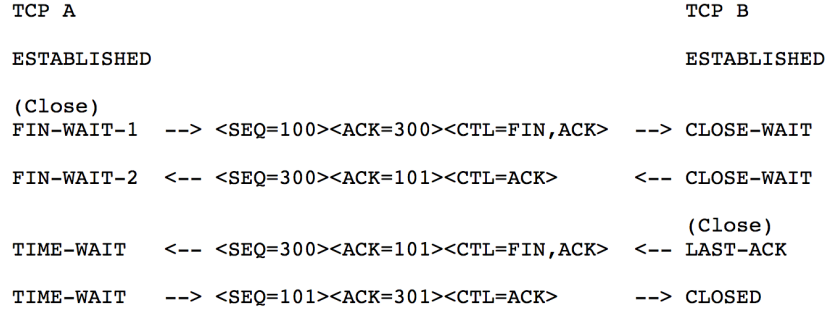 TCP A                                                TCP B
ESTABLISHED                                          ESTABLISHED
(Close)
FIN-WAIT-1  --> <SEQ=100><ACK=300><CTL=FIN,ACK>  --> CLOSE-WAIT
FIN-WAIT-2  <-- <SEQ=300><ACK=101><CTL=ACK>      <-- CLOSE-WAIT
                                                     (Close)
TIME-WAIT   <-- <SEQ=300><ACK=101><CTL=FIN,ACK>  <-- LAST-ACK
TIME-WAIT   --> <SEQ=101><ACK=301><CTL=ACK>      --> CLOSED